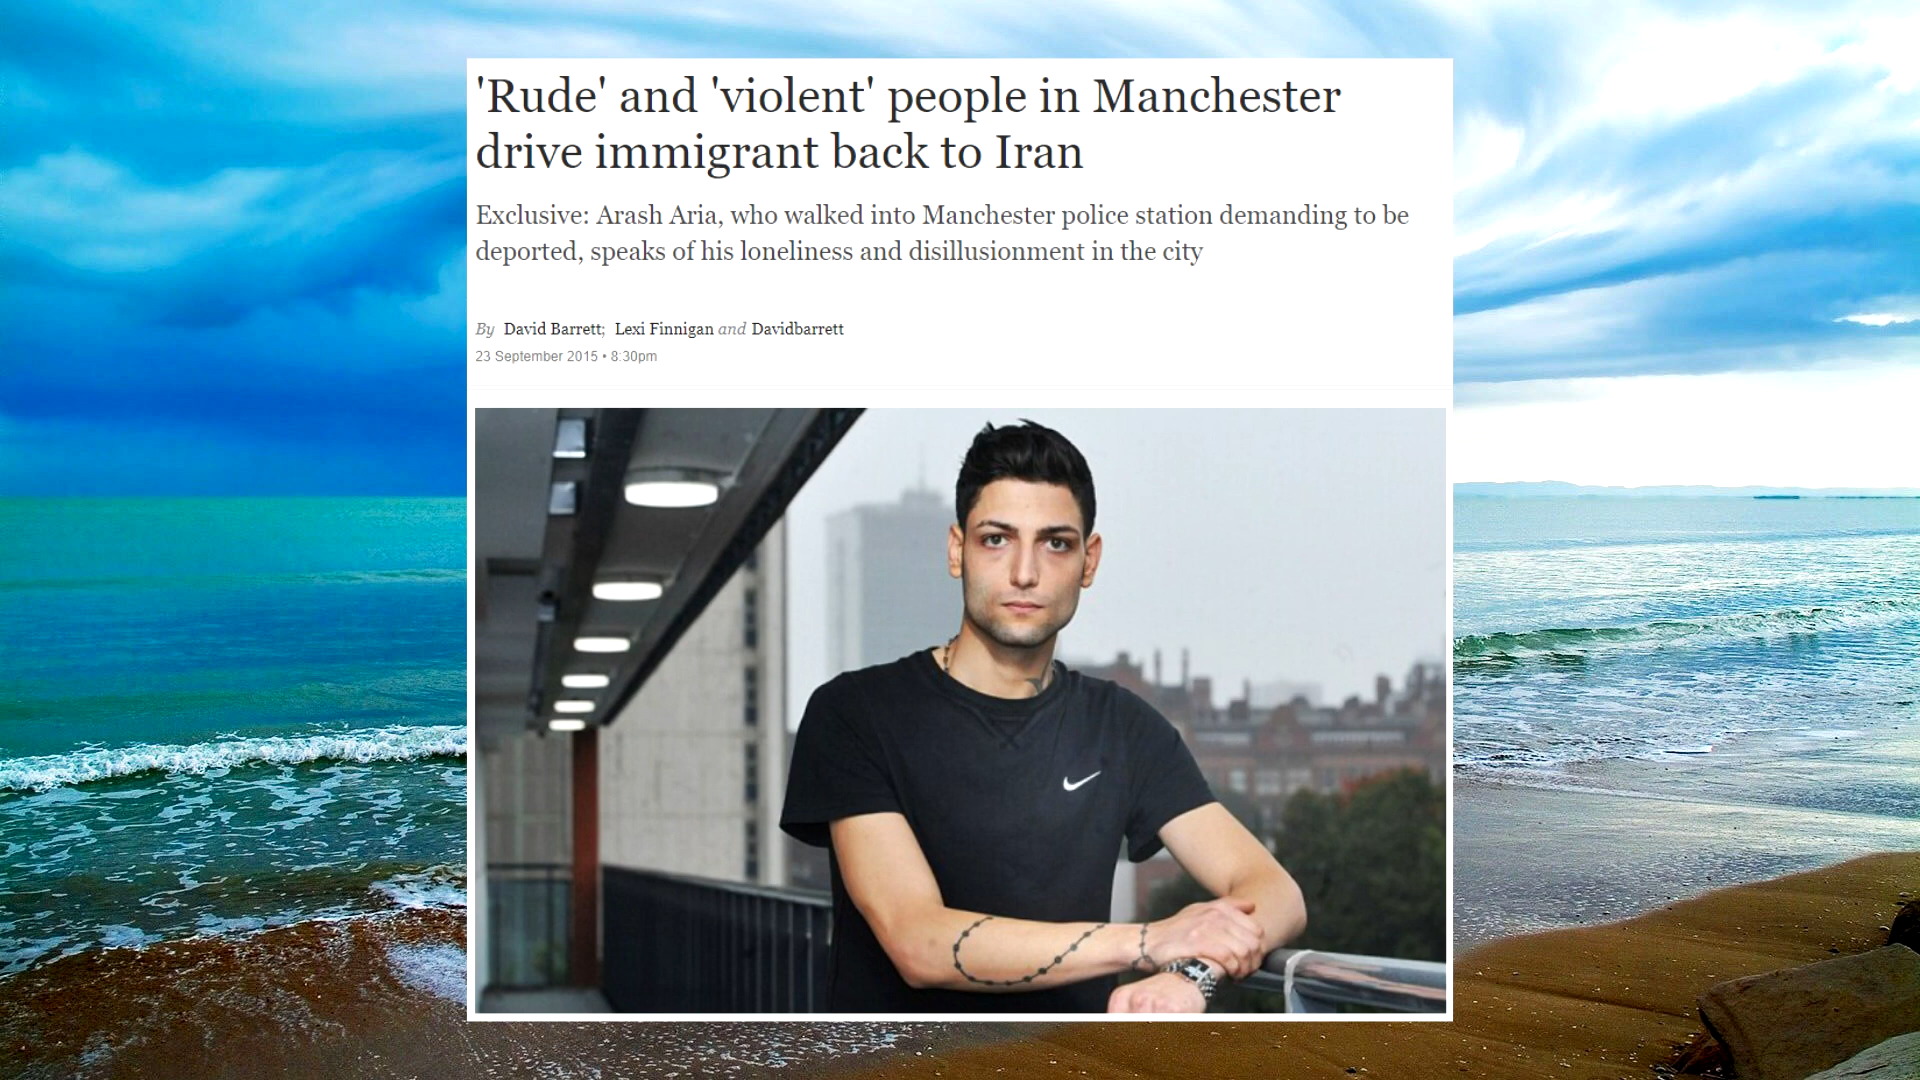 'Rude' and 'violent' people in Manchester
drive immigrant back to Iran
Exclusive: Arash Aria, who walked into Manchester police station demanding to be
deported, speaks of his loneliness and disillusionment in the city
By David Barrett; Lexi Finnigan and Davidbarrett
23 September 2015 • 8:30pm